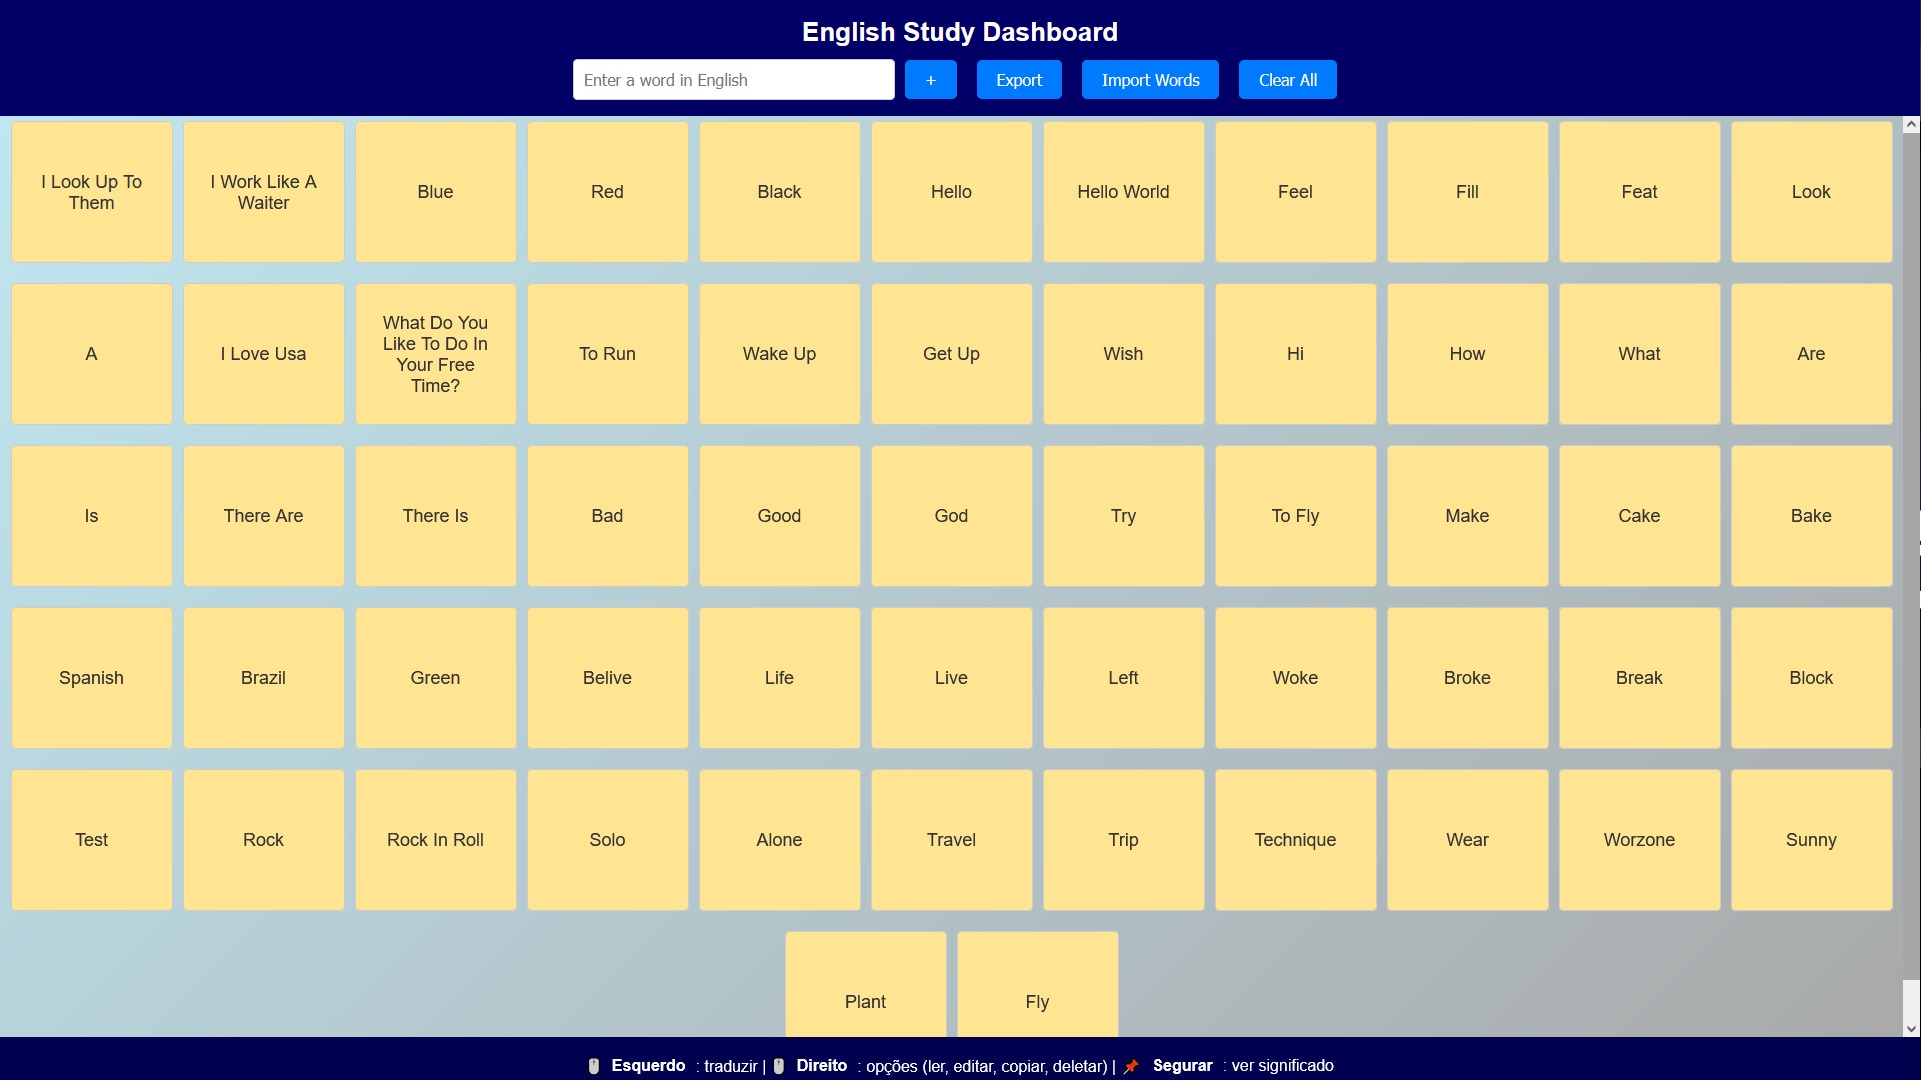 English Study Dashboard
Enter a word in English
+
Export
Import Words
Clear All
I Look Up To
Them
I Work Like A
Waiter
Blue
Red
Black
Hello
Hello World
Feel
Fill
Feat
Look
A
I Love Usa
What Do You
Like To Do In
Your Free
Time?
To Run
Wake Up
Get Up
Wish
Hi
How
What
Are
Is
There Are
There Is
Bad
Good
God
Try
To Fly
Make
Cake
Bake
Spanish
Brazil
Green
Belive
Life
Live
Left
Woke
Broke
Break
Block
Test
Rock
Rock In Roll
Solo
Alone
Travel
Trip
Technique
Wear
Worzone
Sunny
Plant
Fly
Esquerdo : traduzir | Direito : opções (ler, editar, copiar, deletar) | Segurar : ver significado